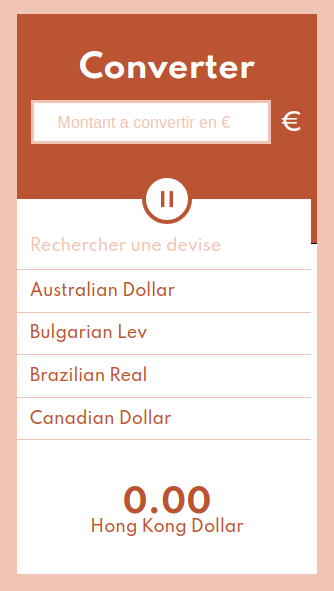 Converter
Montant a convertir en €
€
Rechercher une devise
Australian Dollar
Bulgarian Lev
Brazilian Real
Canadian Dollar
0.00
Hong Kong Dollar